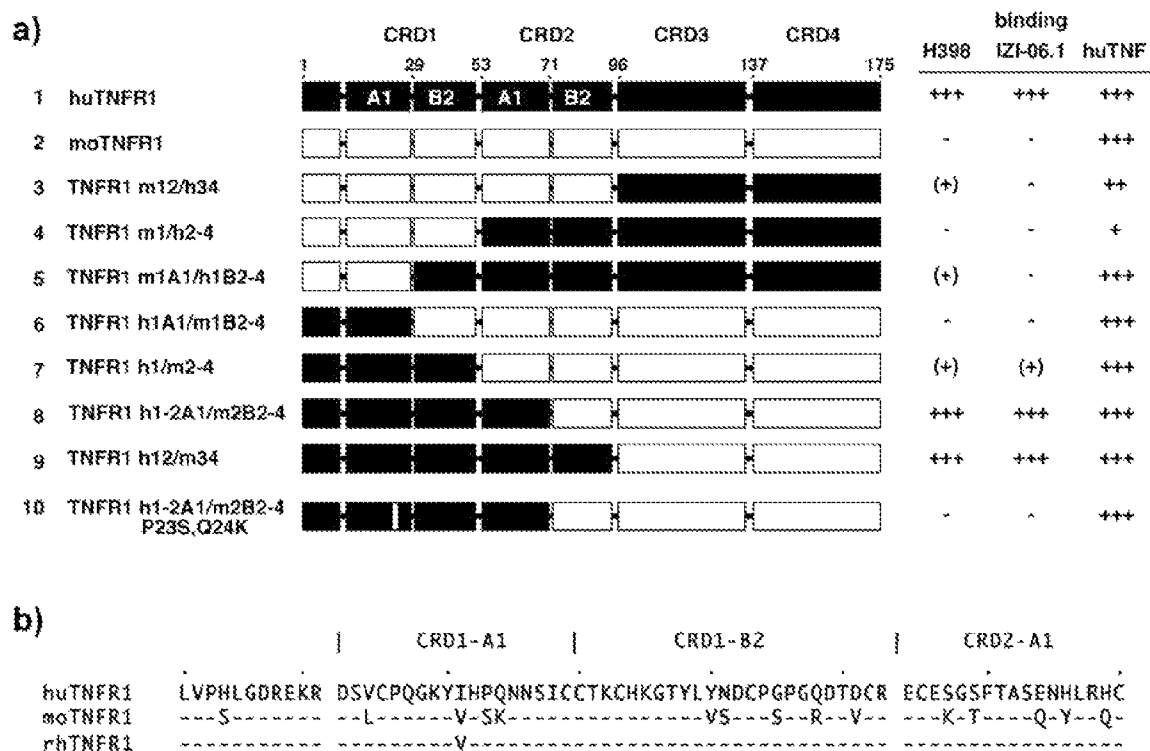 a)
CRD1 CRD2 CRD3 CRD4 binding
H398 IZI-06.1 huTNF
1 29 53 71 96 137 175
1 huTNFR1 A1 B2 A1 B2 +++ +++ +++
2 moTNFR1 - - +++
3 TNFR1 m12/h34 (+) - ++
4 TNFR1 m1/h2-4 - - +
5 TNFR1 m1A1/h1B2-4 (+) - +++
6 TNFR1 h1A1/m1B2-4 - - +++
7 TNFR1 h1/m2-4 (+) (+) +++
8 TNFR1 h1-2A1/m2B2-4 +++ +++ +++
9 TNFR1 h12/m34 +++ +++ +++
10 TNFR1 h1-2A1/m2B2-4 - - +++
P23S,Q24K
b)
| CRD1-A1 | CRD1-B2 | CRD2-A1
huTNFR1 LVPHLGDREKR DSVCPQGKYIHPQNNSICCTKCHKGTYLYNDCPGPGQDTDCR ECESGSFTASENHLRHC
moTNFR1 ---S------- --L------V-SK---------------VS---S--R--V-- ---K-T----Q-Y--Q-
rhTNFR1 ----------- ---------V-------------------------------- -----------------